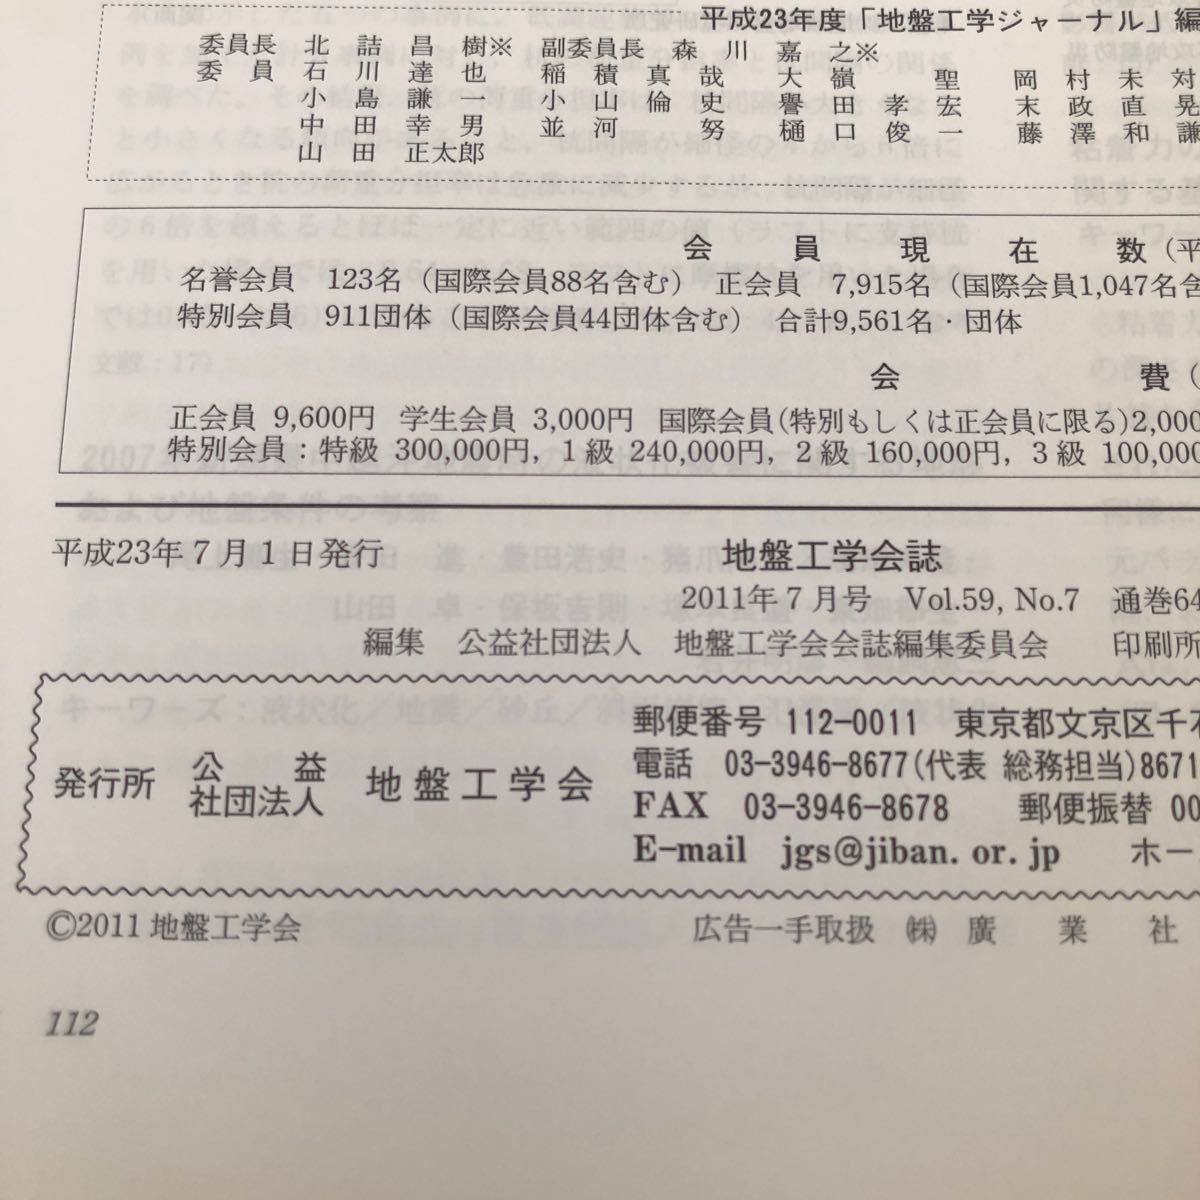 平成23年度「地盤工学ジャーナル」編
委員長 北詰昌樹※ 副委員長 森川嘉之※
委員 石川達也 稲積真哉 大嶺聖 岡村未対
小島謙一 小山倫史 大譽田孝宏 末政直晃
中田幸男 並河努 樋口俊一 藤澤和謙
山田正太郎
会員現在数（平
名誉会員 123名（国際会員88名含む） 正会員 7,915名（国際会員1,047名含
特別会員 911団体（国際会員44団体含む） 合計9,561名・団体
会費（
正会員 9,600円 学生会員 3,000円 国際会員(特別もしくは正会員に限る)2,000
特別会員：特級 300,000円，1級 240,000円，2級 160,000円，3級 100,000
平成23年7月1日発行 地盤工学会誌
2011年7月号 Vol.59, No.7 通巻64
編集 公益社団法人 地盤工学会会誌編集委員会 印刷所
郵便番号 112-0011 東京都文京区千石
発行所 公益社団法人 地盤工学会
電話 03-3946-8677(代表 総務担当)8671
FAX 03-3946-8678 郵便振替 00
E-mail jgs@jiban.or.jp ホー
©2011 地盤工学会 広告一手取扱 ㈱廣業社
112